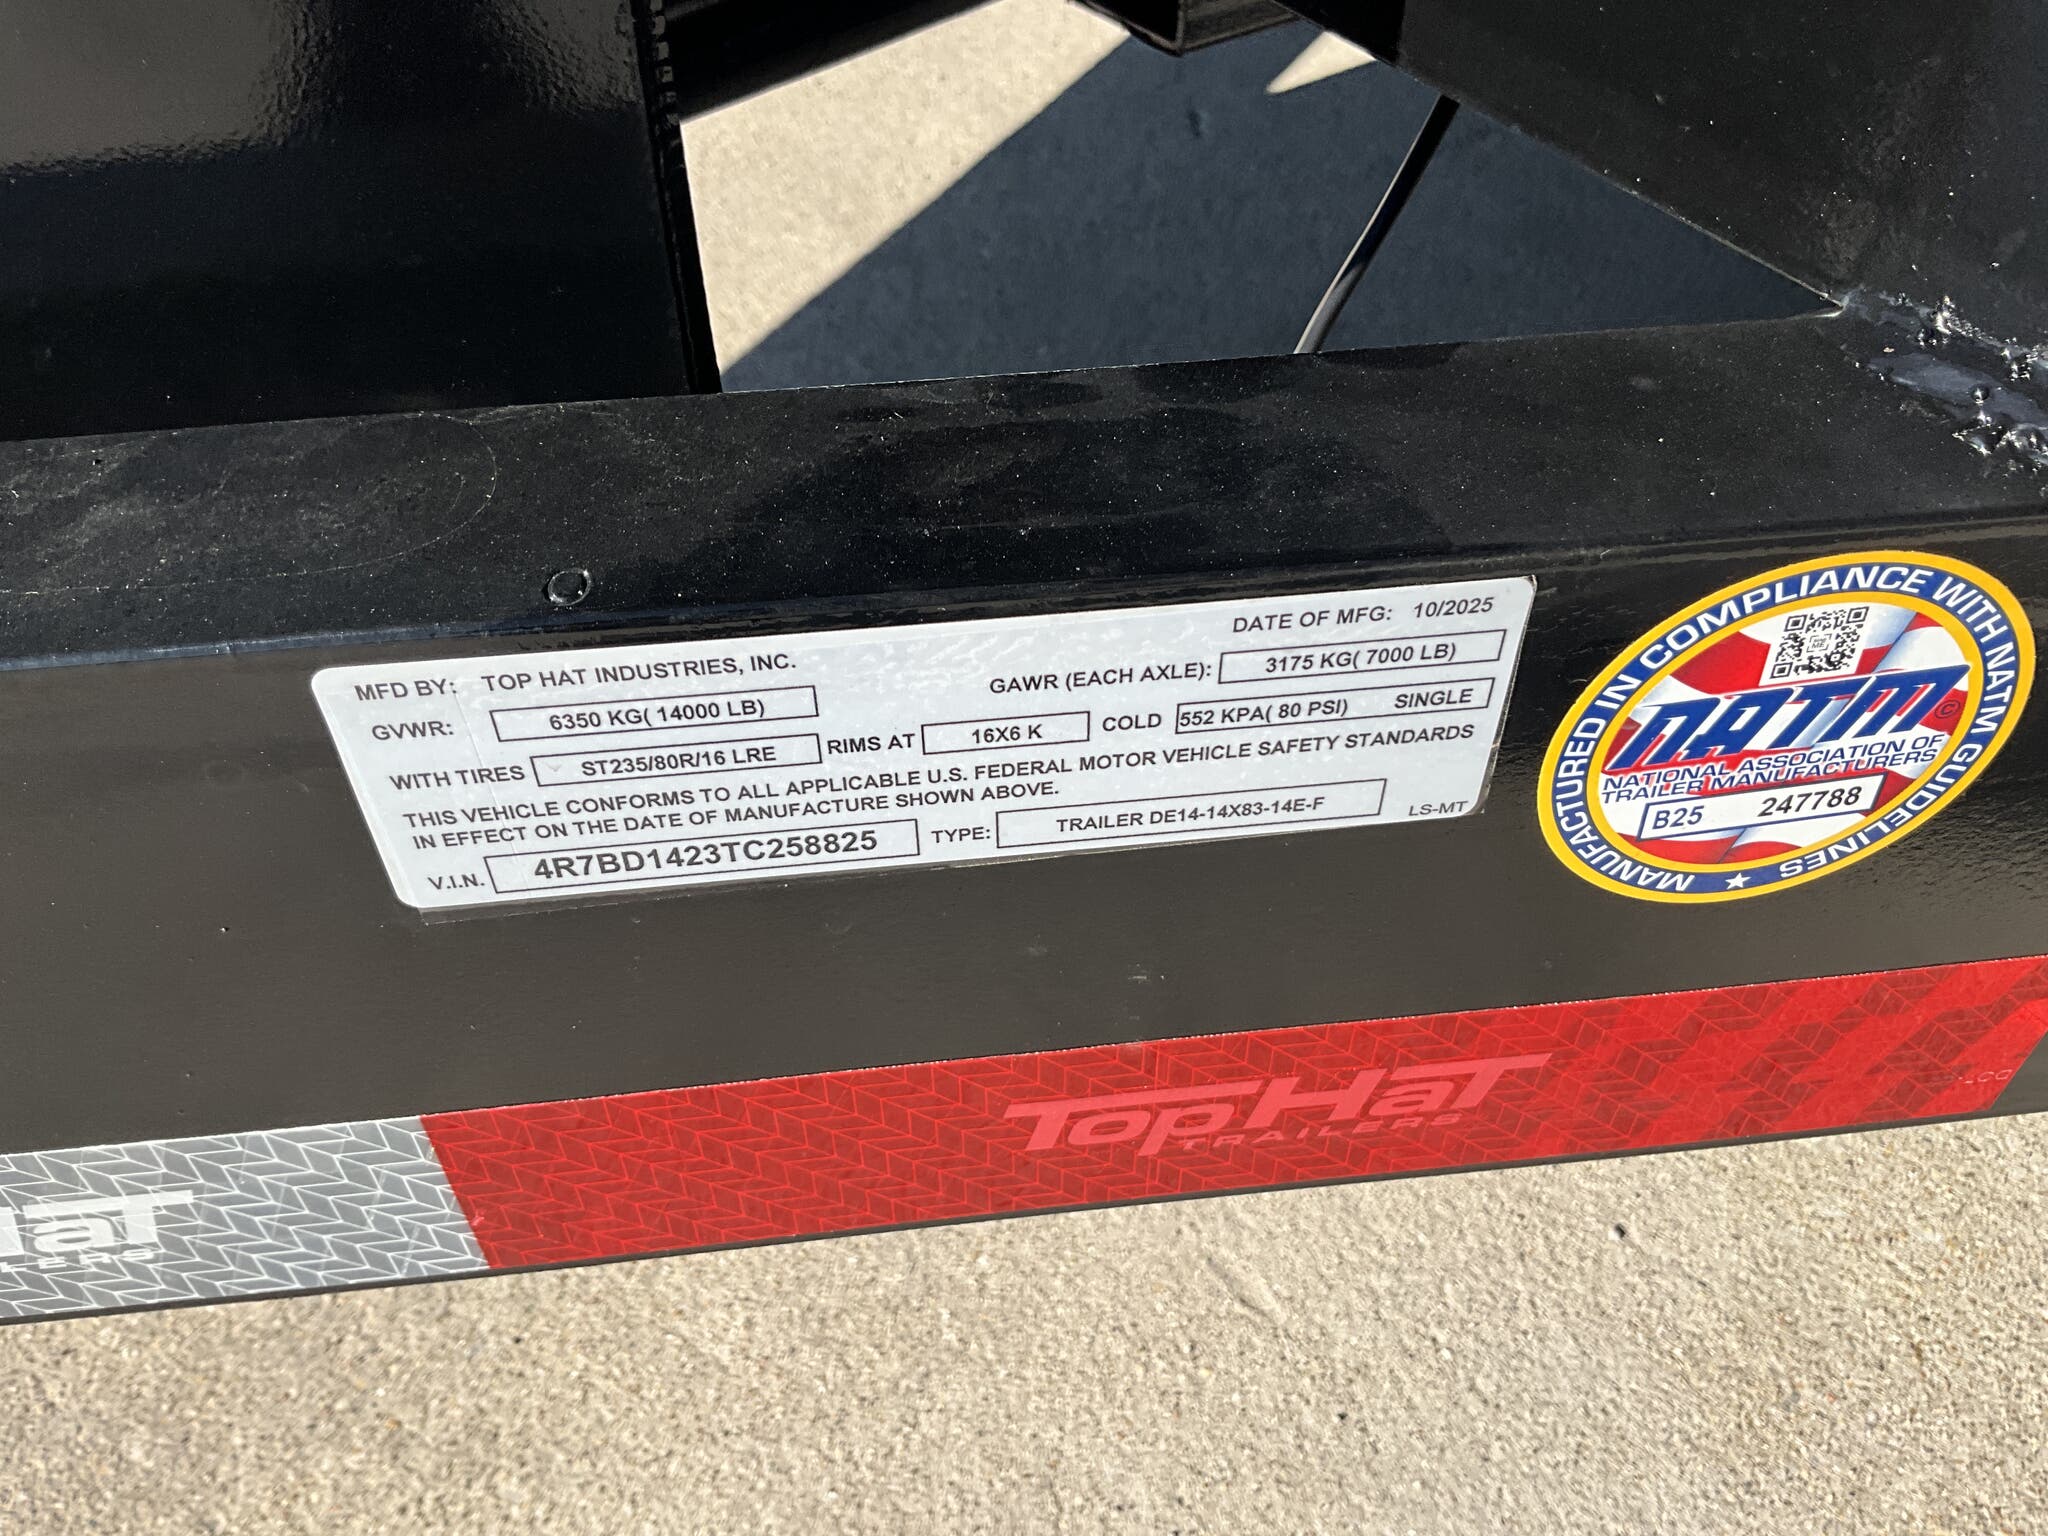 DATE OF MFG: 10/2025
MFD BY: TOP HAT INDUSTRIES, INC.
GAWR (EACH AXLE): 3175 KG( 7000 LB)
GVWR: 6350 KG( 14000 LB)
WITH TIRES ST235/80R/16 LRE RIMS AT 16X6 K COLD 552 KPA( 80 PSI) SINGLE
THIS VEHICLE CONFORMS TO ALL APPLICABLE U.S. FEDERAL MOTOR VEHICLE SAFETY STANDARDS
IN EFFECT ON THE DATE OF MANUFACTURE SHOWN ABOVE.
V.I.N. 4R7BD1423TC258825 TYPE: TRAILER DE14-14X83-14E-F LS-MT
MANUFACTURED IN COMPLIANCE WITH NATM GUIDELINES
NATM©
NATIONAL ASSOCIATION OF
TRAILER MANUFACTURERS
B25 247788
TopHat
TRAILERS
Hat
LERS